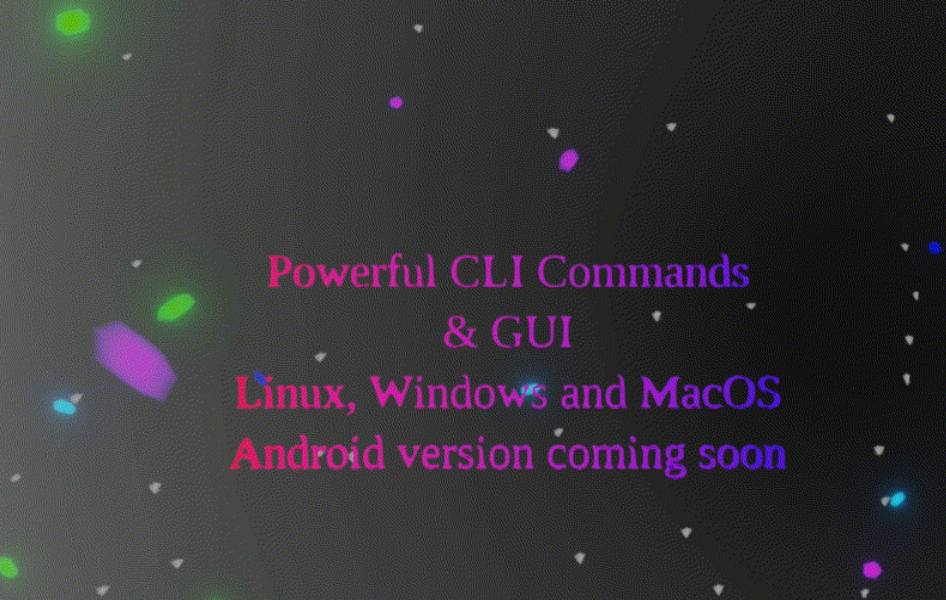 Powerful CLI Commands
& GUI
Linux, Windows and MacOS
Android version coming soon